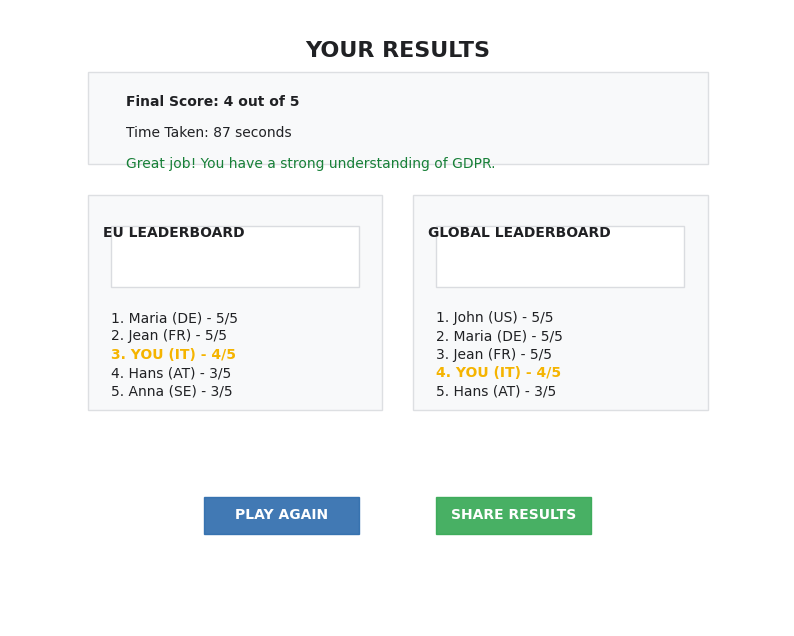 YOUR RESULTS
Final Score: 4 out of 5
Time Taken: 87 seconds
Great job! You have a strong understanding of GDPR.
EU LEADERBOARD
1. Maria (DE) - 5/5
2. Jean (FR) - 5/5
3. YOU (IT) - 4/5
4. Hans (AT) - 3/5
5. Anna (SE) - 3/5
GLOBAL LEADERBOARD
1. John (US) - 5/5
2. Maria (DE) - 5/5
3. Jean (FR) - 5/5
4. YOU (IT) - 4/5
5. Hans (AT) - 3/5
PLAY AGAIN
SHARE RESULTS